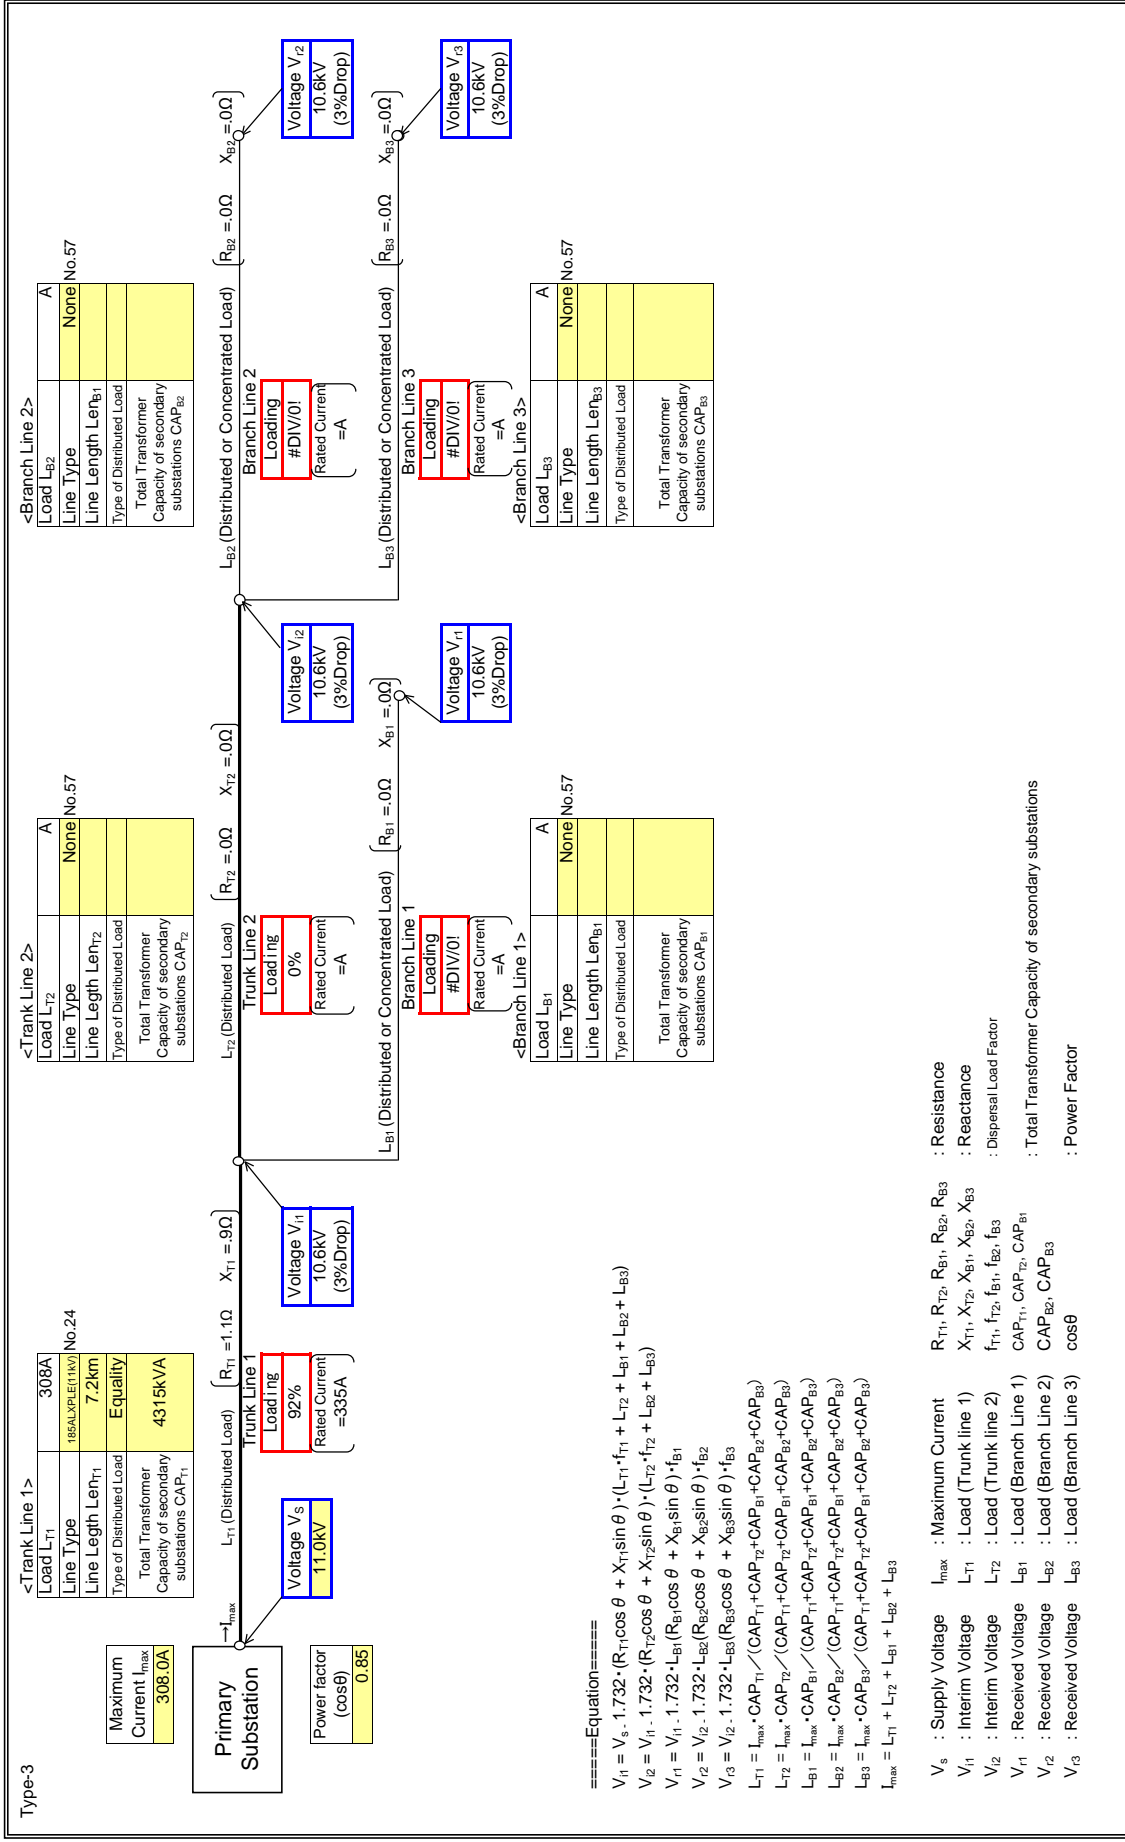 Type-3
Maximum
Current Imax
308.0A
<Trank Line 1>
Load LT1 308A
Line Type 185ALXPLE(11kV) No.24
Line Legth LenT1 7.2km
Type of Distributed Load Equality
Total Transformer
Capacity of secondary
substations CAPT1
4315kVA
<Trank Line 2>
Load LT2 A
Line Type None No.57
Line Legth LenT2
Type of Distributed Load
Total Transformer
Capacity of secondary
substations CAPT2
<Branch Line 2>
Load LB2 A
Line Type None No.57
Line Length LenB1
Type of Distributed Load
Total Transformer
Capacity of secondary
substations CAPB2
Primary
Substation
→Imax
LT1 (Distributed Load) RT1 =1.1Ω XT1 =.9Ω
LT2 (Distributed Load) RT2 =.0Ω XT2 =.0Ω
LB2 (Distributed or Concentrated Load) RB2 =.0Ω XB2 =.0Ω
Voltage VS
11.0kV
Trunk Line 1
Loading
92%
Rated Current
=335A
Voltage Vi1
10.6kV
(3%Drop)
Trunk Line 2
Loading
0%
Rated Current
=A
Voltage Vi2
10.6kV
(3%Drop)
Branch Line 2
Loading
#DIV/0!
Rated Current
=A
Voltage Vr2
10.6kV
(3%Drop)
Power factor
(cosθ)
0.85
LB1 (Distributed or Concentrated Load) RB1 =.0Ω XB1 =.0Ω
LB3 (Distributed or Concentrated Load) RB3 =.0Ω XB3 =.0Ω
Branch Line 1
Loading
#DIV/0!
Rated Current
=A
Voltage Vr1
10.6kV
(3%Drop)
Branch Line 3
Loading
#DIV/0!
Rated Current
=A
Voltage Vr3
10.6kV
(3%Drop)
<Branch Line 1>
Load LB1 A
Line Type None No.57
Line Length LenB1
Type of Distributed Load
Total Transformer
Capacity of secondary
substations CAPB1
<Branch Line 3>
Load LB3 A
Line Type None No.57
Line Length LenB3
Type of Distributed Load
Total Transformer
Capacity of secondary
substations CAPB3
=====Equation=====
Vi1 = Vs - 1.732・(RT1cos θ + XT1sin θ)・(LT1・fT1 + LT2 + LB1 + LB2 + LB3)
Vi2 = Vi1 - 1.732・(RT2cos θ + XT2sin θ)・(LT2・fT2 + LB2 + LB3)
Vr1 = Vi1 - 1.732・LB1(RB1cos θ + XB1sin θ)・fB1
Vr2 = Vi2 - 1.732・LB2(RB2cos θ + XB2sin θ)・fB2
Vr3 = Vi2 - 1.732・LB3(RB3cos θ + XB3sin θ)・fB3
LT1 = Imax・CAPT1／(CAPT1+CAPT2+CAPB1+CAPB2+CAPB3)
LT2 = Imax・CAPT2／(CAPT1+CAPT2+CAPB1+CAPB2+CAPB3)
LB1 = Imax・CAPB1／(CAPT1+CAPT2+CAPB1+CAPB2+CAPB3)
LB2 = Imax・CAPB2／(CAPT1+CAPT2+CAPB1+CAPB2+CAPB3)
LB3 = Imax・CAPB3／(CAPT1+CAPT2+CAPB1+CAPB2+CAPB3)
Imax = LT1 + LT2 + LB1 + LB2 + LB3
Vs : Supply Voltage Imax : Maximum Current RT1, RT2, RB1, RB2, RB3 : Resistance
Vi1 : Interim Voltage LT1 : Load (Trunk line 1) XT1, XT2, XB1, XB2, XB3 : Reactance
Vi2 : Interim Voltage LT2 : Load (Trunk line 2) fT1, fT2, fB1, fB2, fB3 : Dispersal Load Factor
Vr1 : Received Voltage LB1 : Load (Branch Line 1) CAPT1, CAPT2, CAPB1 : Total Transformer Capacity of secondary substations
Vr2 : Received Voltage LB2 : Load (Branch Line 2) CAPB2, CAPB3
Vr3 : Received Voltage LB3 : Load (Branch Line 3) cosθ : Power Factor